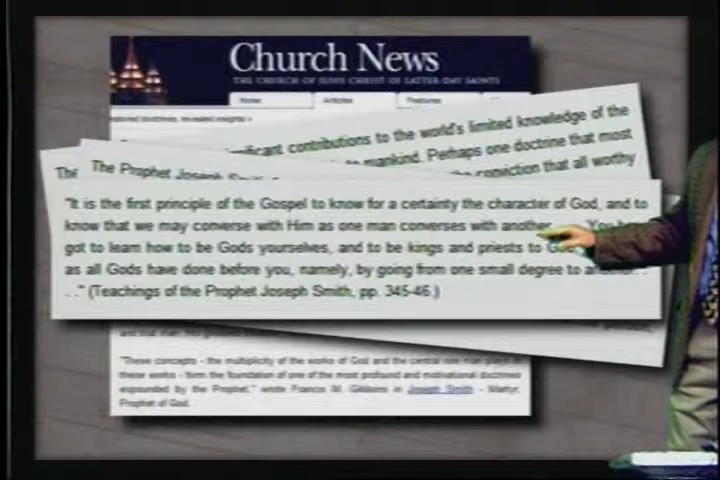 Church News
THE CHURCH OF JESUS CHRIST OF LATTER-DAY SAINTS
Home Articles Features
doctrines, revealed insights »
contributions to the world's limited knowledge of the
mankind. Perhaps one doctrine that most
conviction that all worthy
The
The Prophet Joseph
"It is the first principle of the Gospel to know for a certainty the character of God, and to
know that we may converse with Him as one man converses with another
got to learn how to be Gods yourselves, and to be kings and priests to
as all Gods have done before you, namely, by going from one small degree to
. ." (Teachings of the Prophet Joseph Smith, pp. 345-46.)
"These concepts - the multiplicity of the works of God and the central role man plays in
these works - form the foundation of one of the most profound and motivational doctrines
expounded by the Prophet," wrote Francis M. Gibbons in Joseph Smith - Martyr,
Prophet of God.